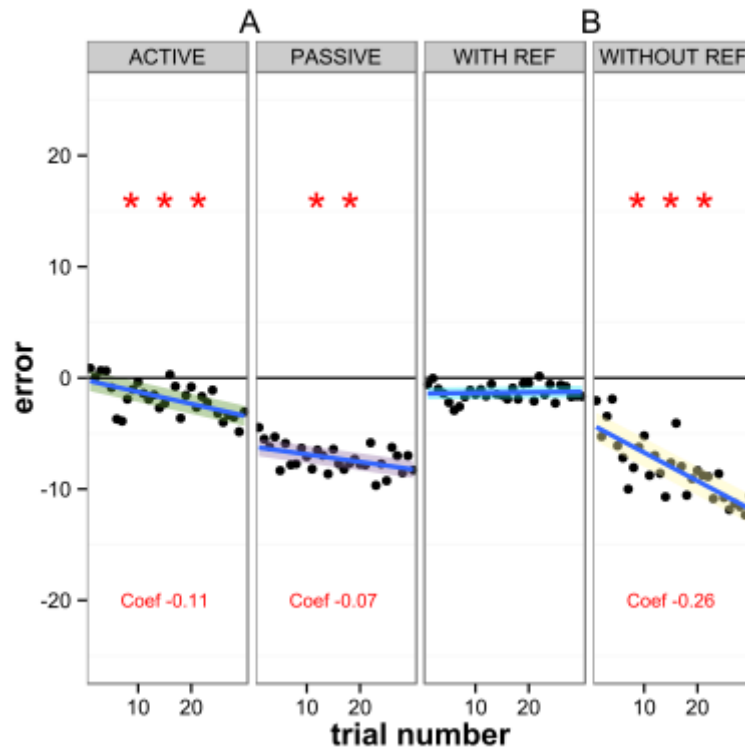 A B
ACTIVE PASSIVE WITH REF WITHOUT REF
20
* * * * * * * *
10
0
error
-10
-20
Coef -0.11 Coef -0.07 Coef -0.26
10 20 10 20 10 20 10 20
trial number